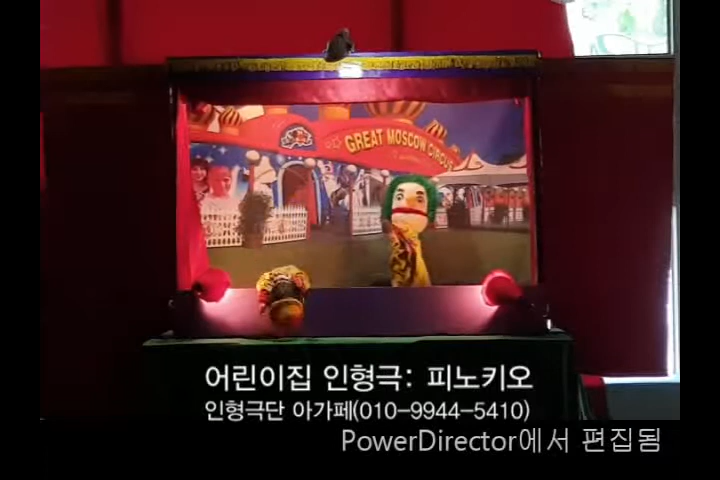 GREAT MOSCOW CIRCUS
어린이집 인형극: 피노키오
인형극단 아가페(010-9944-5410)
PowerDirector에서 편집됨